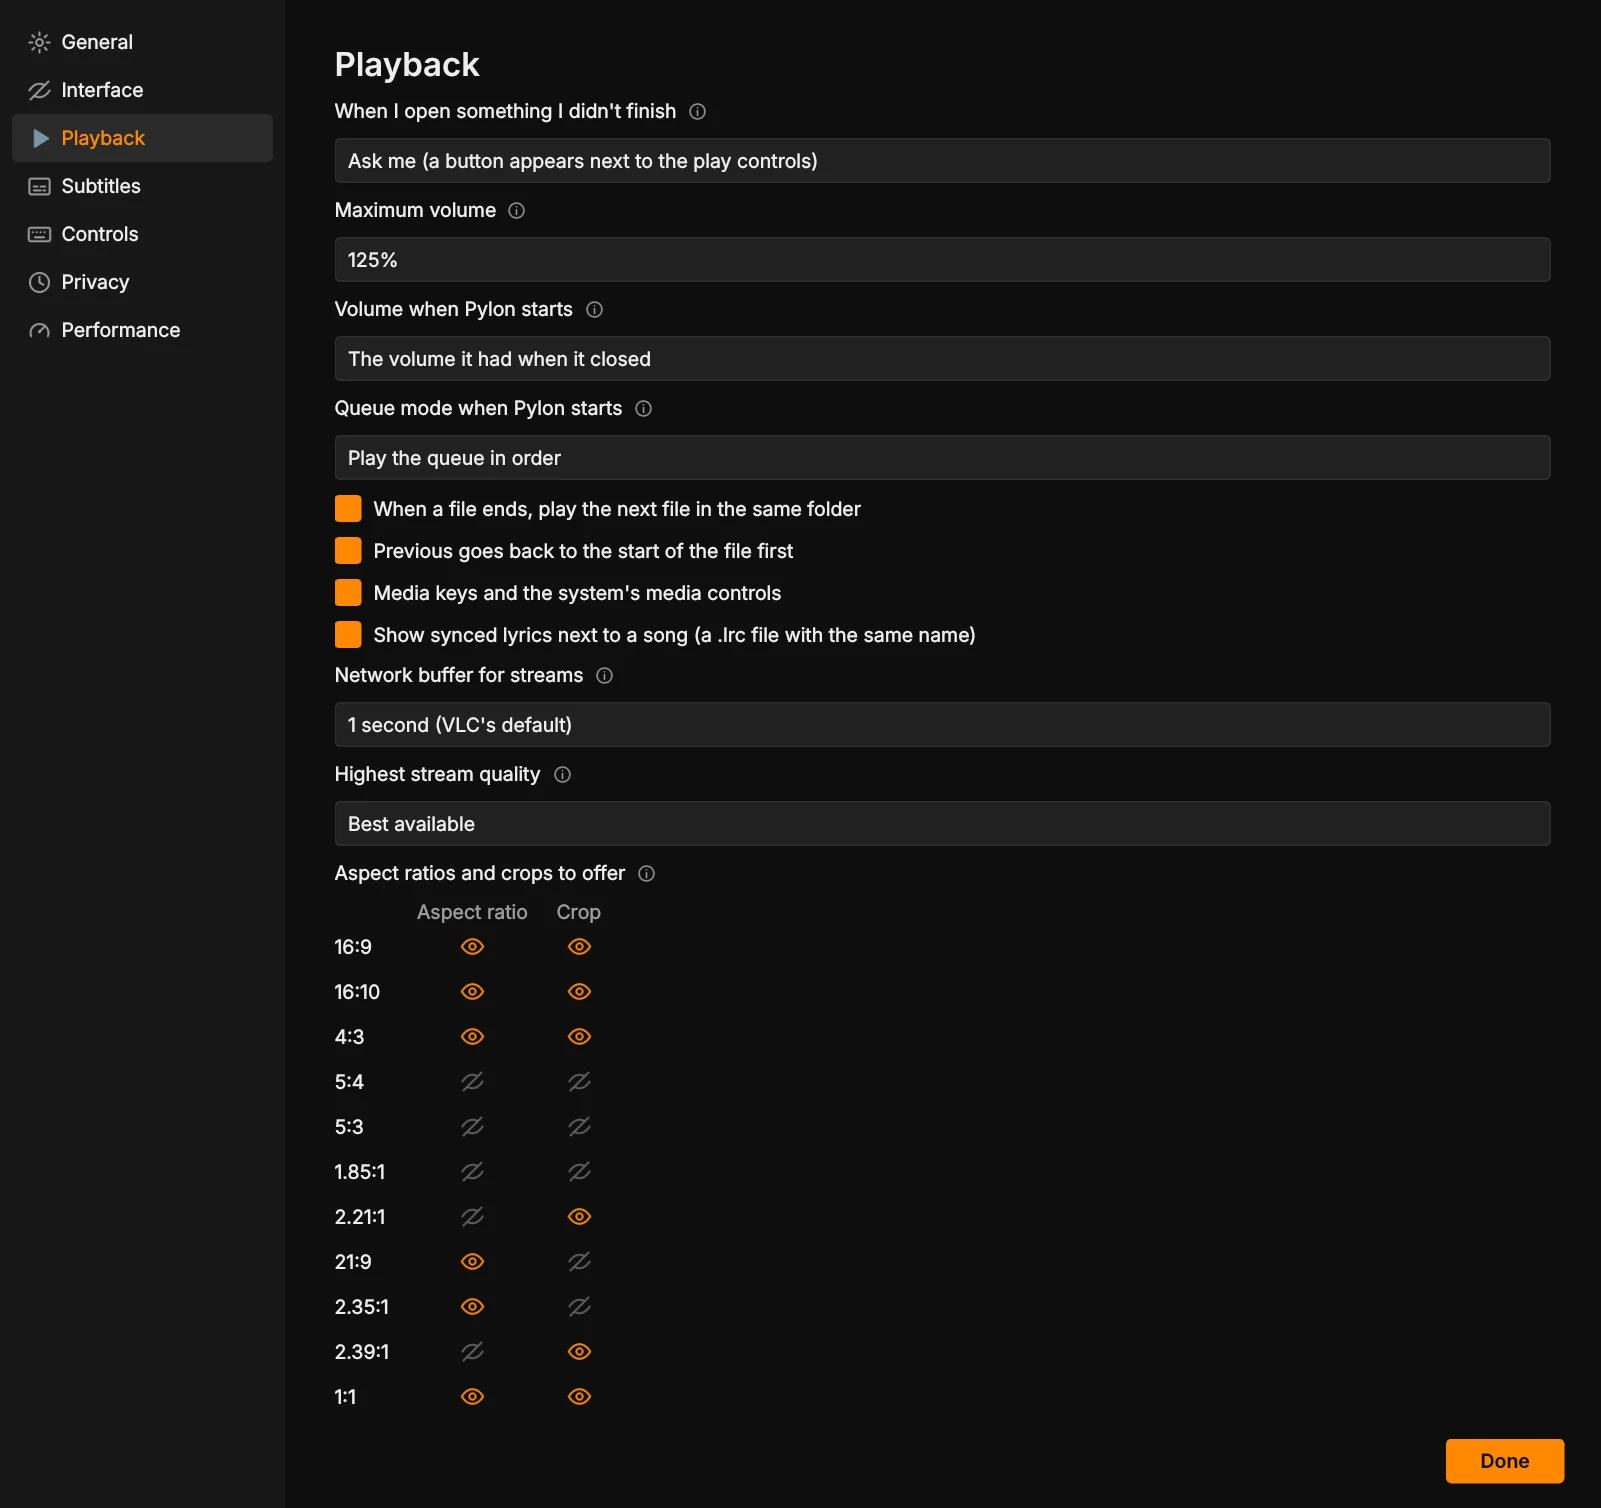 General
Interface
Playback
Subtitles
Controls
Privacy
Performance
Playback
When I open something I didn't finish
Ask me (a button appears next to the play controls)
Maximum volume
125%
Volume when Pylon starts
The volume it had when it closed
Queue mode when Pylon starts
Play the queue in order
When a file ends, play the next file in the same folder
Previous goes back to the start of the file first
Media keys and the system's media controls
Show synced lyrics next to a song (a .lrc file with the same name)
Network buffer for streams
1 second (VLC's default)
Highest stream quality
Best available
Aspect ratios and crops to offer
Aspect ratio Crop
16:9
16:10
4:3
5:4
5:3
1.85:1
2.21:1
21:9
2.35:1
2.39:1
1:1
Done